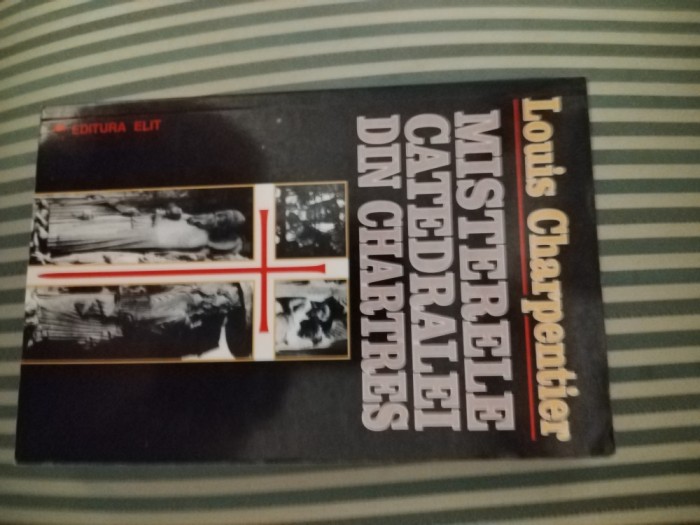 Louis Charpentier
MISTERELE
CATEDRALEI
DIN CHARTRES
EDITURA ELIT